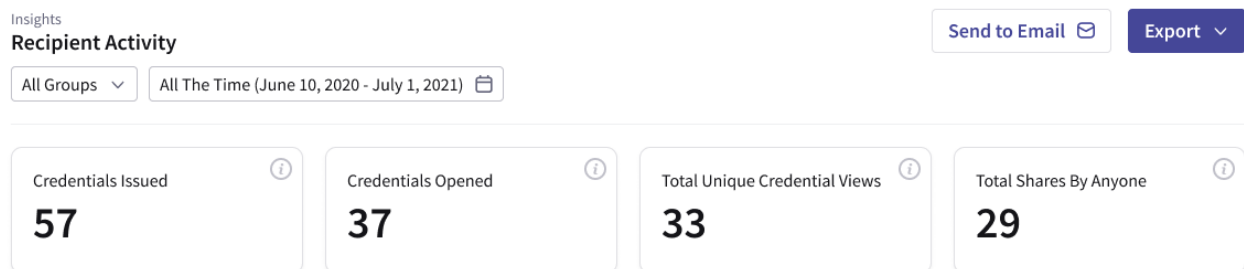 Insights
Recipient Activity
Send to Email
Export
All Groups
All The Time (June 10, 2020 - July 1, 2021)
Credentials Issued
57
Credentials Opened
37
Total Unique Credential Views
33
Total Shares By Anyone
29